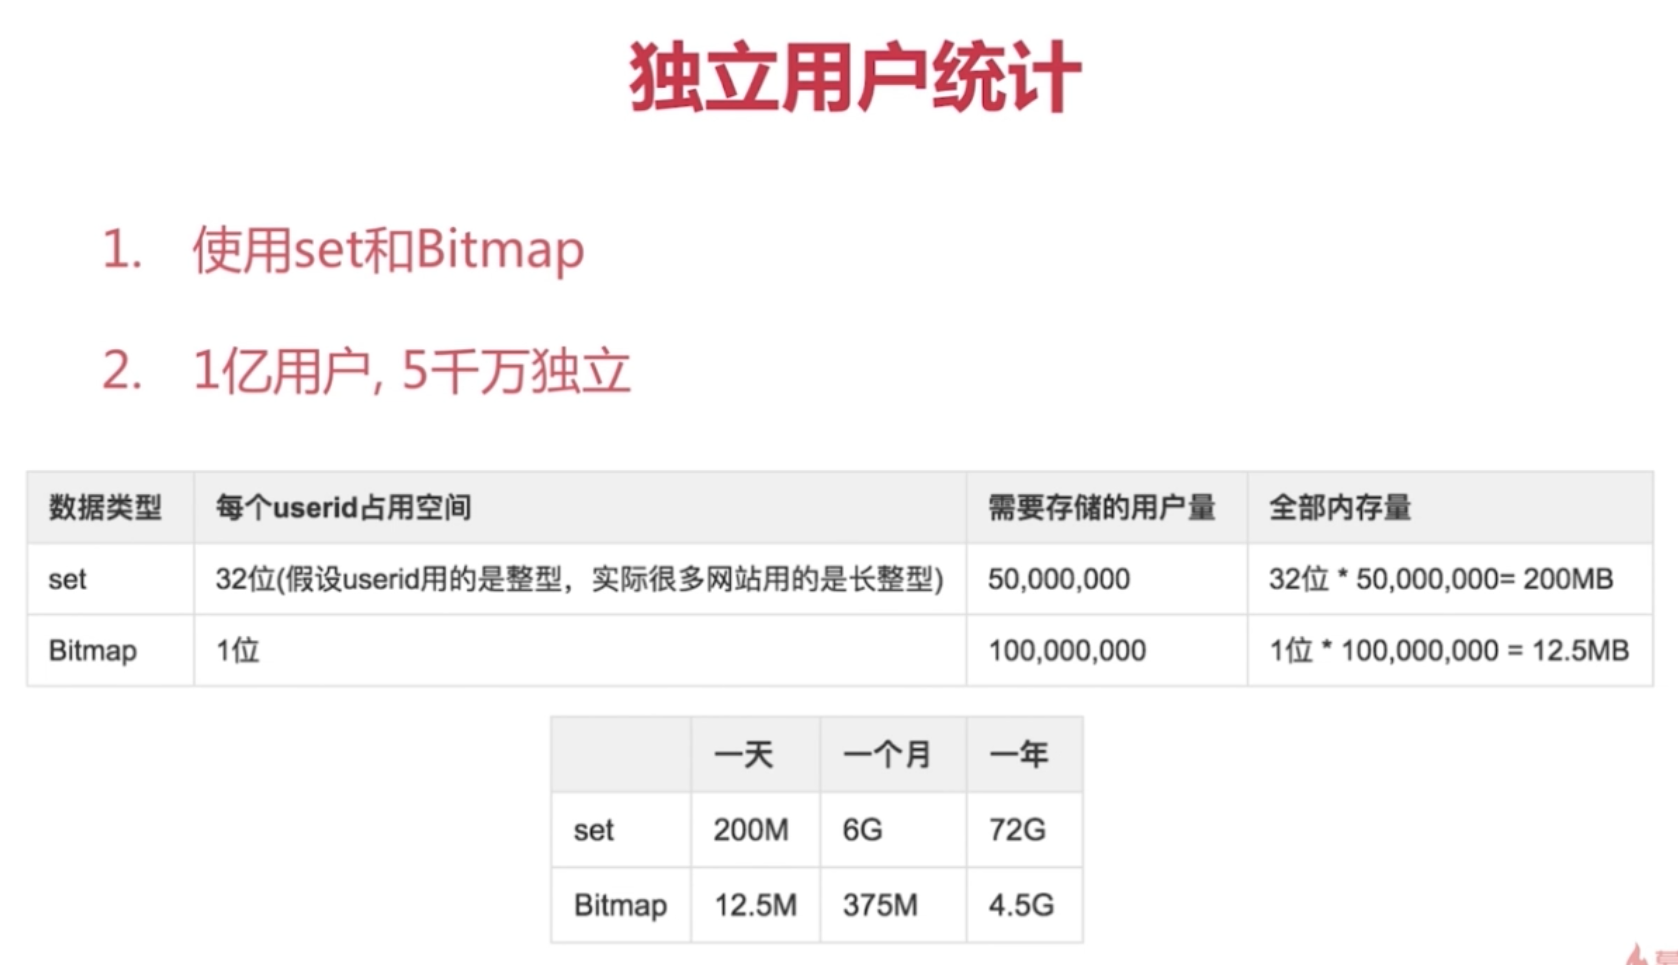 独立用户统计
1. 使用set和Bitmap
2. 1亿用户, 5千万独立
数据类型 每个userid占用空间 需要存储的用户量 全部内存量
set 32位(假设userid用的是整型，实际很多网站用的是长整型) 50,000,000 32位 * 50,000,000= 200MB
Bitmap 1位 100,000,000 1位 * 100,000,000 = 12.5MB
一天 一个月 一年
set 200M 6G 72G
Bitmap 12.5M 375M 4.5G